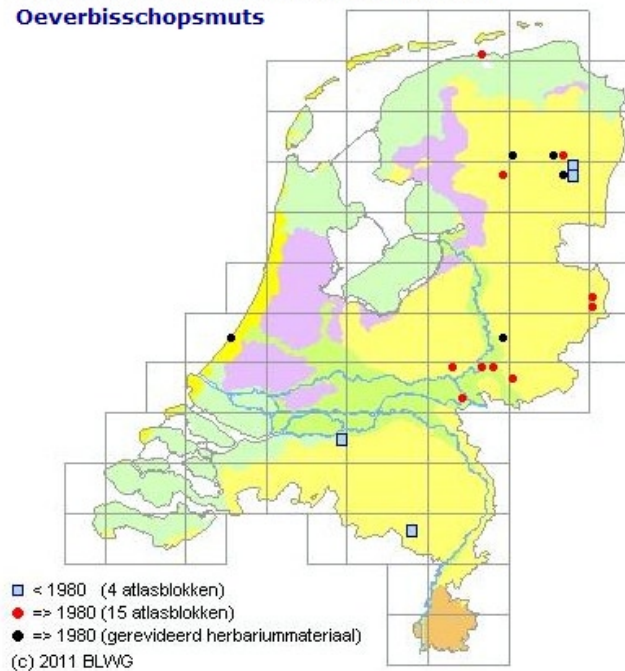 Oeverbisschopsmuts
< 1980 (4 atlasblokken)
=> 1980 (15 atlasblokken)
=> 1980 (gerevideerd herbariummateriaal)
(c) 2011 BLWG